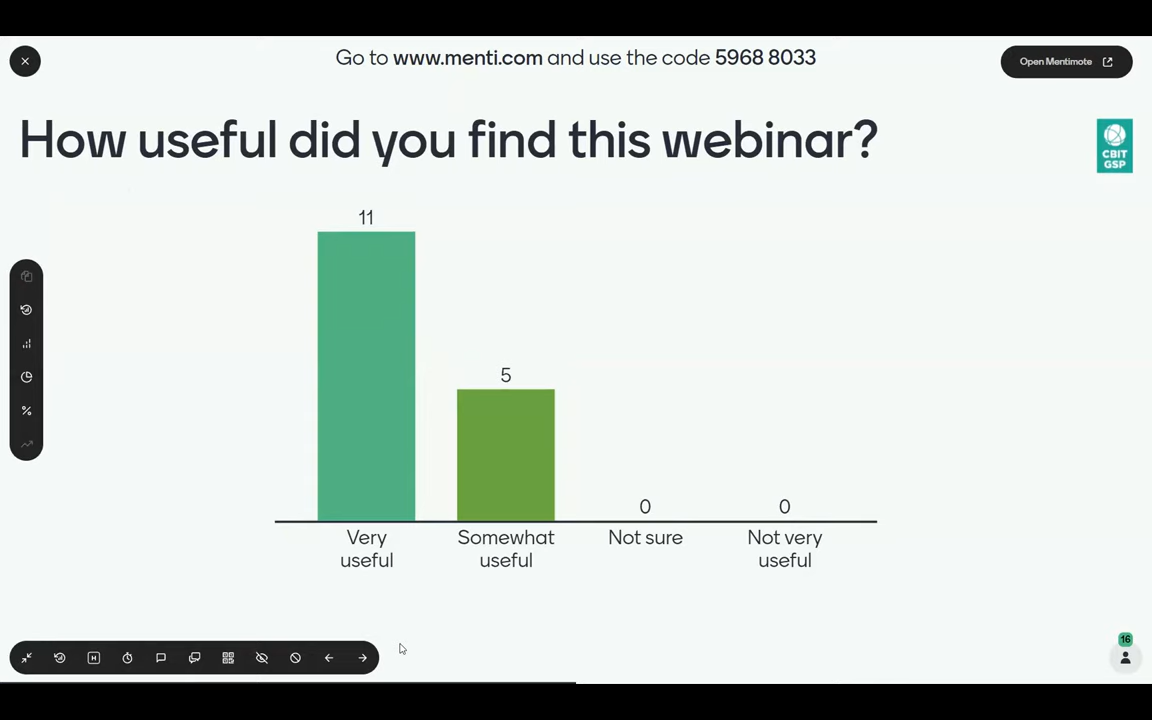 Go to www.menti.com and use the code 5968 8033
Open Mentimote
How useful did you find this webinar?
CBIT
GSP
11
5
0
0
Very
useful
Somewhat
useful
Not sure
Not very
useful
%
H
16